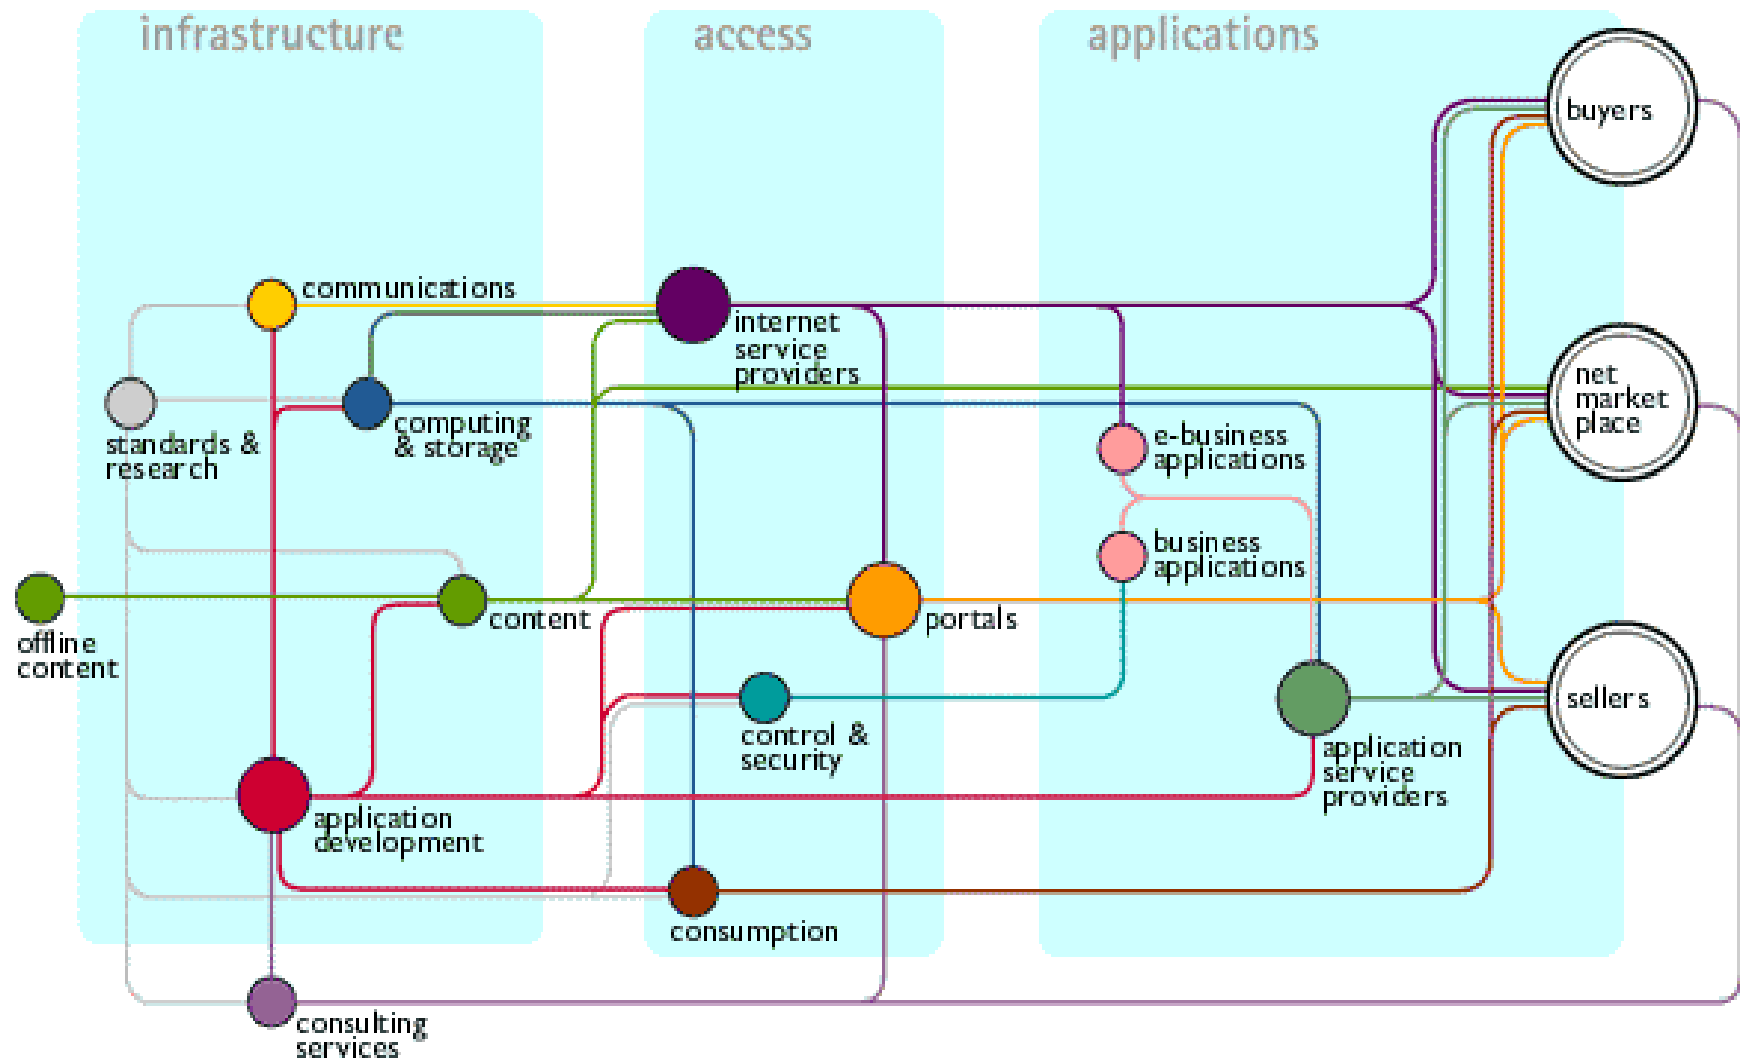 infrastructure
access
applications
buyers
communications
internet
service
providers
net
market
place
standards &
research
computing
& storage
e-business
applications
business
applications
offline
content
content
portals
sellers
control &
security
application
service
providers
application
development
consumption
consulting
services